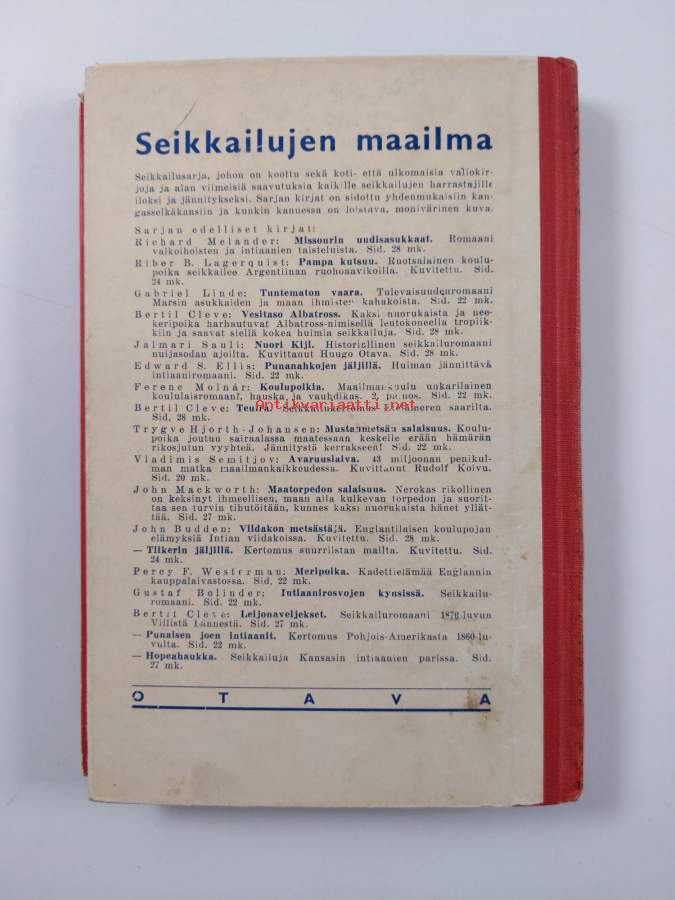 Seikkailujen maailma
Seikkailusarja, johon on koottu sekä koti- että ulkomaisia valiokir-
joja ja alan viimeisiä saavutuksia kaikille seikkailujen harrastajille
iloksi ja jännitykseksi. Sarjan kirjat on sidottu yhdenmukaisiin kan-
gasselkäkansiin ja kunkin kannessa on loistava, monivärinen kuva.
Sarjan edelliset kirjat:
Richard Melander: Missourin uudisasukkaat. Romaani
valkoihoisten ja intiaanien taisteluista. Sid. 28 mk.
Riber B. Lagerquist: Pampa kutsuu. Ruotsalainen koulu-
poika seikkailee Argentiinan ruohoaavikoilla. Kuvitettu. Sid.
24 mk.
Gabriel Linde: Tuntematon vaara. Tulevaisuudenromaani
Marsin asukkaiden ja maan ihmisten kahakoista. Sid. 22 mk.
Bertil Cleve: Vesitaso Albatross. Kaksi nuorukaista ja nee-
keripoika harhautuvat Albatross-nimisellä lentokoneella tropiik-
kiin ja saavat siellä kokea huimia seikkailuja. Sid. 28 mk.
Jalmari Sauli: Nuori Kijl. Historiallinen seikkailuromaani
nuijasodan ajoilta. Kuvittanut Huugo Otava. Sid. 28 mk.
Edward S. Ellis: Punanahkojen jäljillä. Huiman jännittävä
intiaaniromaani. 22 mk.
Ferenc Molnár: Koulupoikia. Maailmankuulu unkarilainen
koululaisromaani, hauska ja vauhdikas. 2. painos. Sid. 22 mk.
Antikvariaatti.net
Bertil Cleve: Teura. Seikkailukertomus saarilta.
Sid. 28 mk.
Trygve Hjorth-Johansen: Mustanmetsän salaisuus. Koulu-
poika joutuu sairaalassa maatessaan keskelle erään hämärän
rikosjutun vyyhteä. Jännitystä kerrakseen! Sid. 22 mk.
Vladimis Semitjov: Avaruuslaiva. 43 miljoonan penikul-
man matka maailmankaikkeudessa. Kuvittanut Rudolf Koivu.
Sid. 20 mk.
John Mackworth: Maatorpedon salaisuus. Nerokas rikollinen
on keksinyt ihmeellisen, maan alla kulkevan torpedon ja suorit-
taa sen turvin tihutöitään, kunnes kaksi nuorukaista hänet yllät-
tää. Sid. 27 mk.
John Budden: Viidakon metsästäjä. Englantilaisen koulupojan
elämyksiä Intian viidakoissa. Kuvitettu. Sid. 28 mk.
— Tiikerin jäljillä. Kertomus suurriistan mailta. Kuvitettu. Sid.
24 mk.
Percy F. Westerman: Meripoika. Kadettielämää Englannin
kauppalaivastossa. Sid. 22 mk.
Gustaf Bolinder: Intiaanirosvojen kynsissä. Seikkailu-
romaani. Sid. 22 mk.
Bertil Cleve: Leijonaveljekset. Seikkailuromaani 1870-luvun
Villistä Lännestä. Sid. 27 mk.
— Punaisen joen intiaanit. Kertomus Pohjois-Amerikasta 1860-lu-
vulta. Sid. 22 mk.
— Hopeahaukka. Seikkailuja Kansasin intiaanien parissa. Sid.
27 mk.
OTAVA